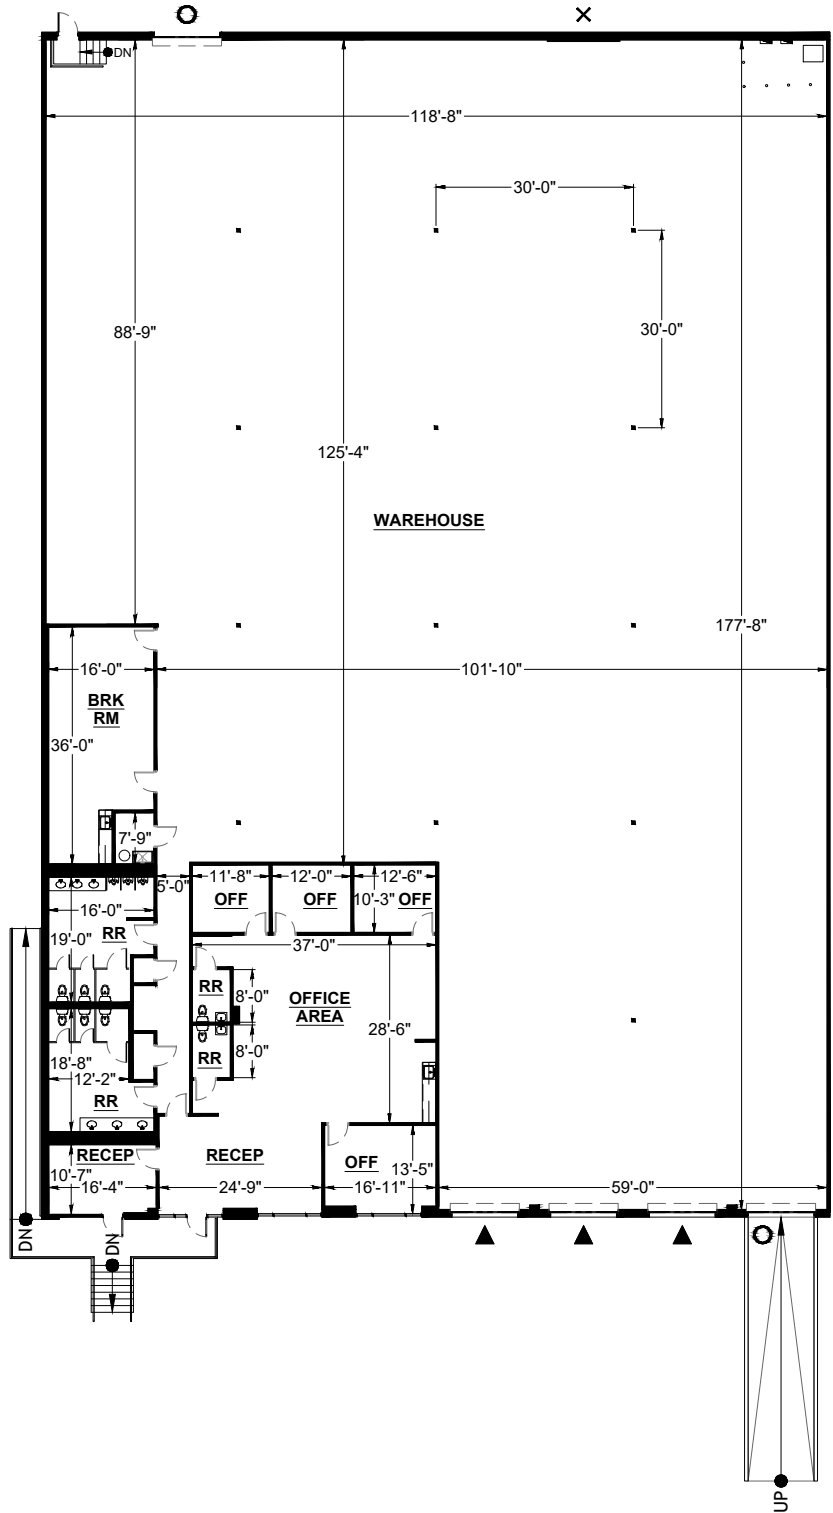 DN
118'-8"
30'-0"
88'-9"
30'-0"
125'-4"
WAREHOUSE
177'-8"
16'-0"
101'-10"
BRK
RM
36'-0"
7'-9"
5'-0"
11'-8"
12'-0"
12'-6"
OFF
OFF
10'-3"
OFF
16'-0"
RR
19'-0"
37'-0"
RR
8'-0"
OFFICE
AREA
28'-6"
RR
8'-0"
18'-8"
12'-2"
RR
RECEP
RECEP
OFF
10'-7"
13'-5"
16'-4"
24'-9"
16'-11"
59'-0"
DN
DN
UP